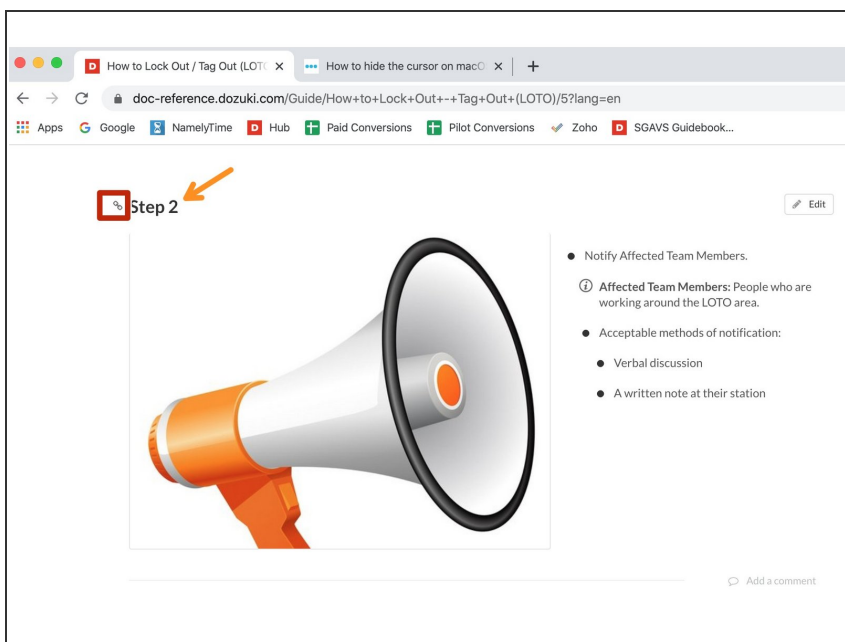 How to Lock Out / Tag Out (LOTO
How to hide the cursor on macO
doc-reference.dozuki.com/Guide/How+to+Lock+Out+-+Tag+Out+(LOTO)/5?lang=en
Apps Google NamelyTime Hub Paid Conversions Pilot Conversions Zoho SGAVS Guidebook...
Step 2
Edit
Notify Affected Team Members.
Affected Team Members: People who are
working around the LOTO area.
Acceptable methods of notification:
Verbal discussion
A written note at their station
Add a comment